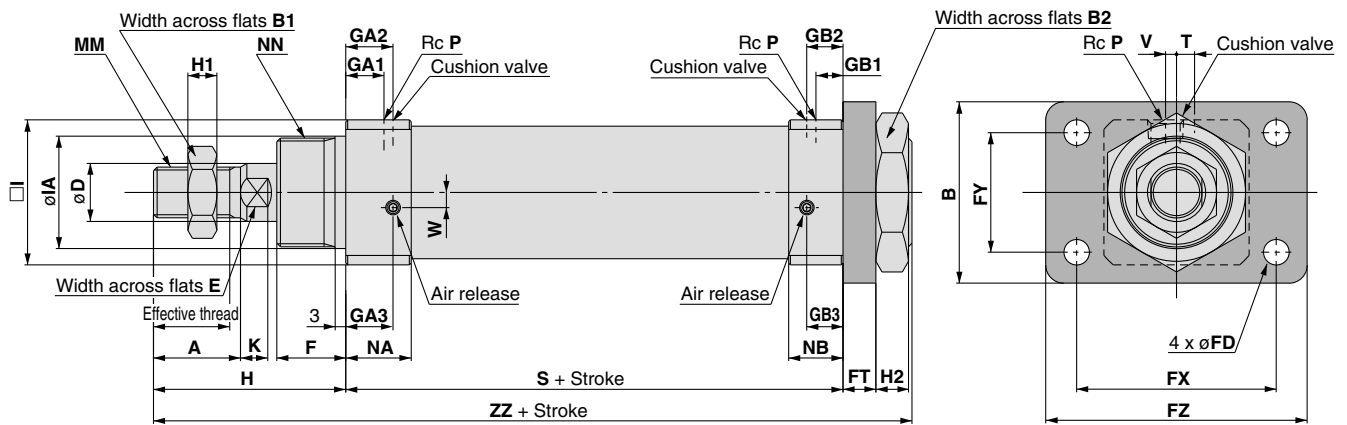 Width across flats B1
MM
NN
H1
GA2
GA1
Rc P
Cushion valve
Rc P
Cushion valve
GB2
GB1
Width across flats B2
Rc P
V
T
Cushion valve
□I
øIA
øD
W
B
FY
Width across flats E
Effective thread
Air release
Air release
3
GA3
GB3
4 x øFD
A
K
F
NA
NB
FX
H
S + Stroke
FT
H2
FZ
ZZ + Stroke